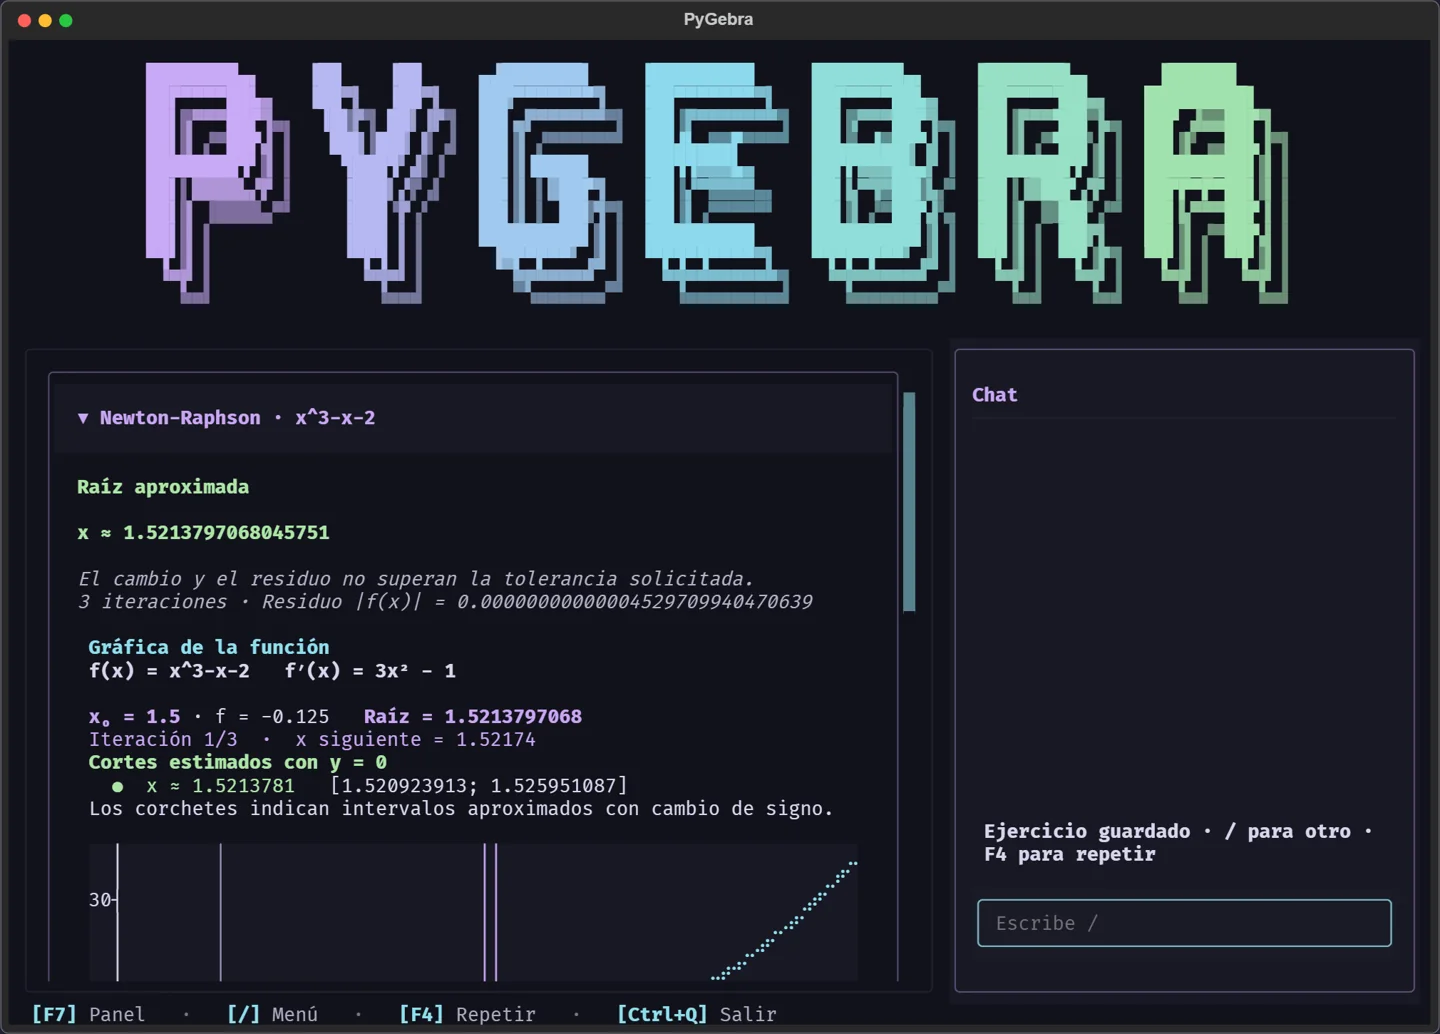 PyGebra
PYGEBRA
▼ Newton-Raphson · x^3-x-2
Raíz aproximada
x ≈ 1.5213797068045751
El cambio y el residuo no superan la tolerancia solicitada.
3 iteraciones · Residuo |f(x)| = 0.00000000000004529709940470639
Gráfica de la función
f(x) = x^3-x-2   f′(x) = 3x² - 1
x₀ = 1.5 · f = -0.125   Raíz = 1.5213797068
Iteración 1/3  ·  x siguiente = 1.52174
Cortes estimados con y = 0
●  x ≈ 1.5213781   [1.520923913; 1.525951087]
Los corchetes indican intervalos aproximados con cambio de signo.
30
Chat
Ejercicio guardado · / para otro ·
F4 para repetir
Escribe /
[F7] Panel   ·   [/] Menú   ·   [F4] Repetir   ·   [Ctrl+Q] Salir